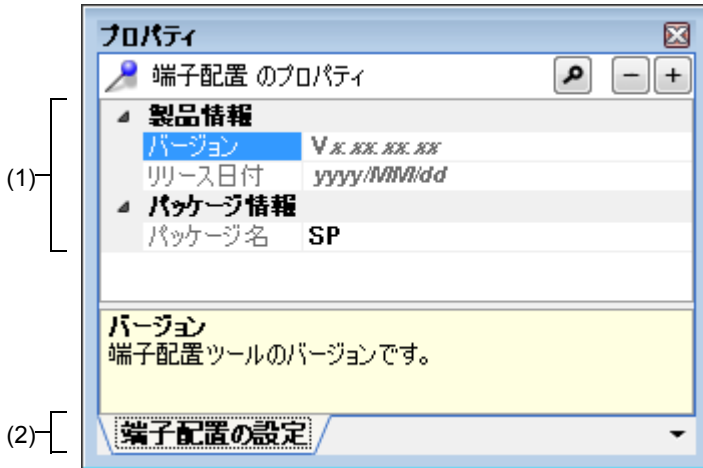 プロパティ
端子配置 のプロパティ
(1)
製品情報
バージョン Vx.xx.xx.xx
リリース日付 yyyy/MM/dd
パッケージ情報
パッケージ名 SP
バージョン
端子配置ツールのバージョンです。
(2)
端子配置の設定